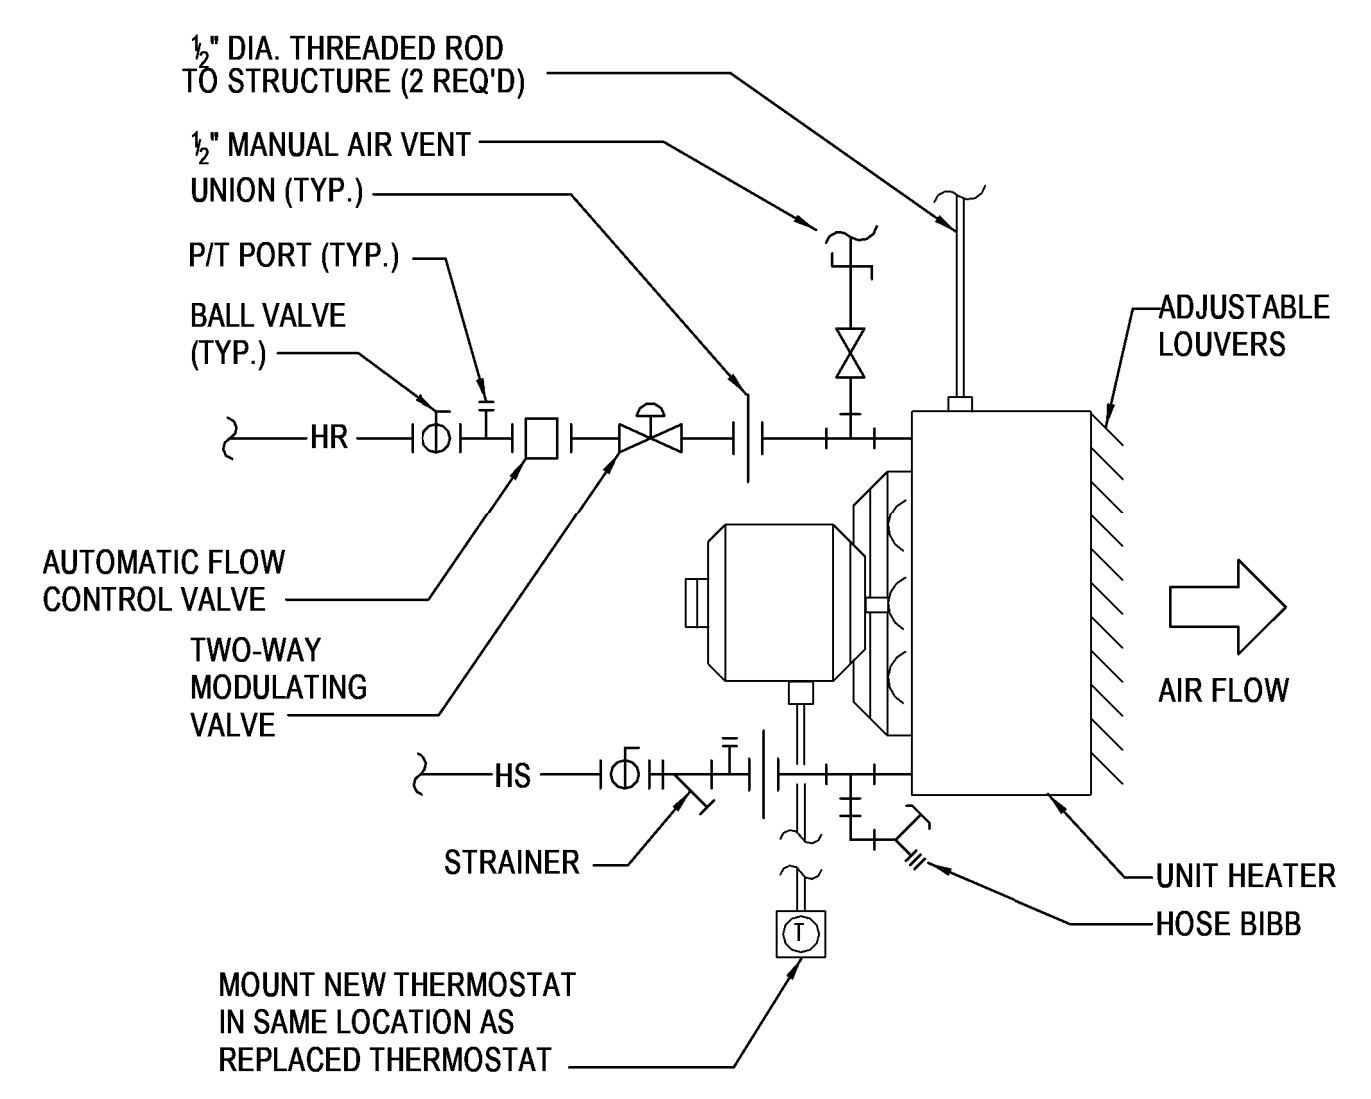 ½" DIA. THREADED ROD
TO STRUCTURE (2 REQ'D)
½" MANUAL AIR VENT
UNION (TYP.)
P/T PORT (TYP.)
BALL VALVE
(TYP.)
ADJUSTABLE
LOUVERS
HR
AUTOMATIC FLOW
CONTROL VALVE
TWO-WAY
MODULATING
VALVE
AIR FLOW
HS
STRAINER
UNIT HEATER
HOSE BIBB
T
MOUNT NEW THERMOSTAT
IN SAME LOCATION AS
REPLACED THERMOSTAT